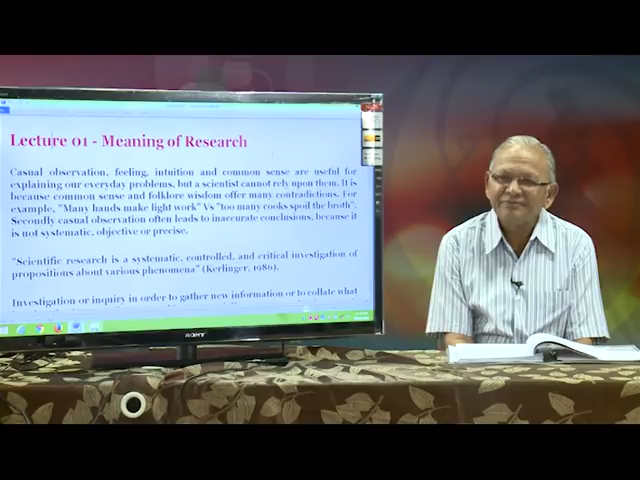 Lecture 01 - Meaning of Research
Casual observation, feeling, intuition and common sense are useful for
explaining our everyday problems, but a scientist cannot rely upon them. It is
because common sense and folklore wisdom offer many contradictions. For
example, "Many hands make light work" Vs "too many cooks spoil the broth".
Secondly casual observation often leads to inaccurate conclusions, because it
is not systematic, objective or precise.
"Scientific research is a systematic, controlled, and critical investigation of
propositions about various phenomena" (Kerlinger, 1986).
Investigation or inquiry in order to gather new information or to collate what
SONY